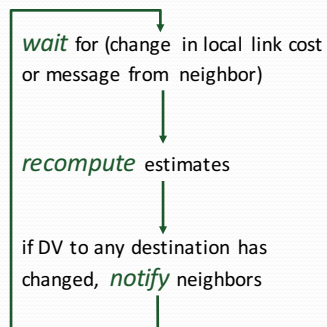 wait for (change in local link cost
or message from neighbor)
recompute estimates
if DV to any destination has
changed, notify neighbors